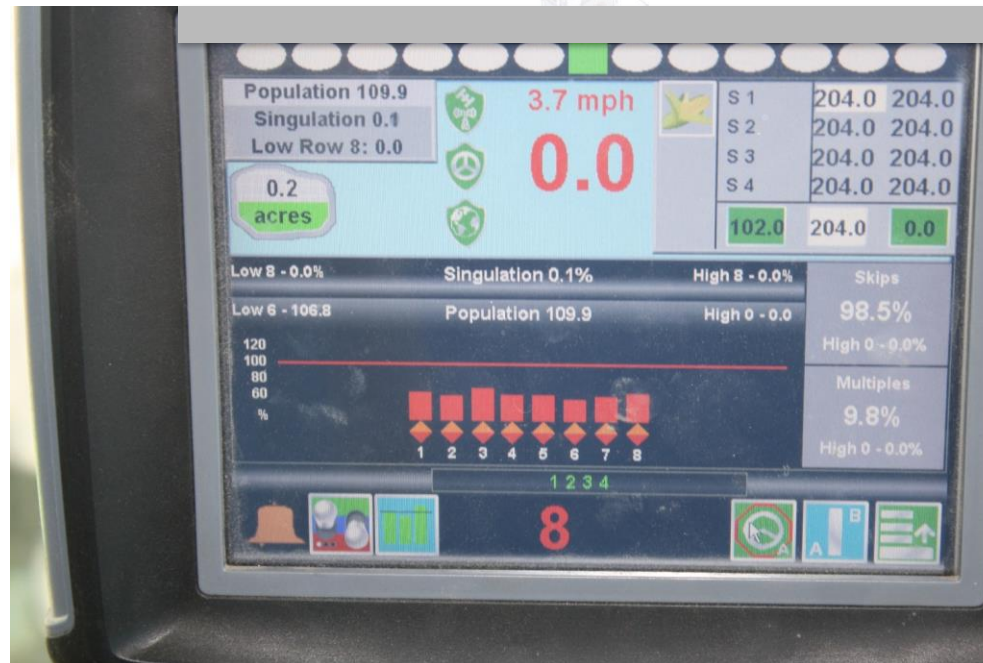 Population 109.9
Singulation 0.1
Low Row 8: 0.0
0.2
acres
3.7 mph
0.0
S 1 204.0 204.0
S 2 204.0 204.0
S 3 204.0 204.0
S 4 204.0 204.0
102.0 204.0 0.0
Low 8 - 0.0% Singulation 0.1% High 8 - 0.0%
Low 6 - 106.8 Population 109.9 High 0 - 0.0
120
100
80
60
%
1 2 3 4 5 6 7 8
Skips
98.5%
High 0 - 0.0%
Multiples
9.8%
High 0 - 0.0%
1 2 3 4
8
A
A B